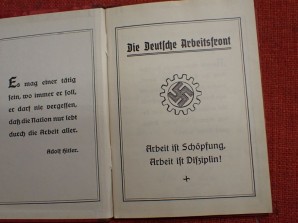 Es mag einer tätig
sein, wo immer er soll,
er darf nie vergessen,
daß die Nation nur lebt
durch die Arbeit aller.
Adolf Hitler.
Die Deutsche Arbeitsfront
Arbeit ist Schöpfung,
Arbeit ist Disziplin!